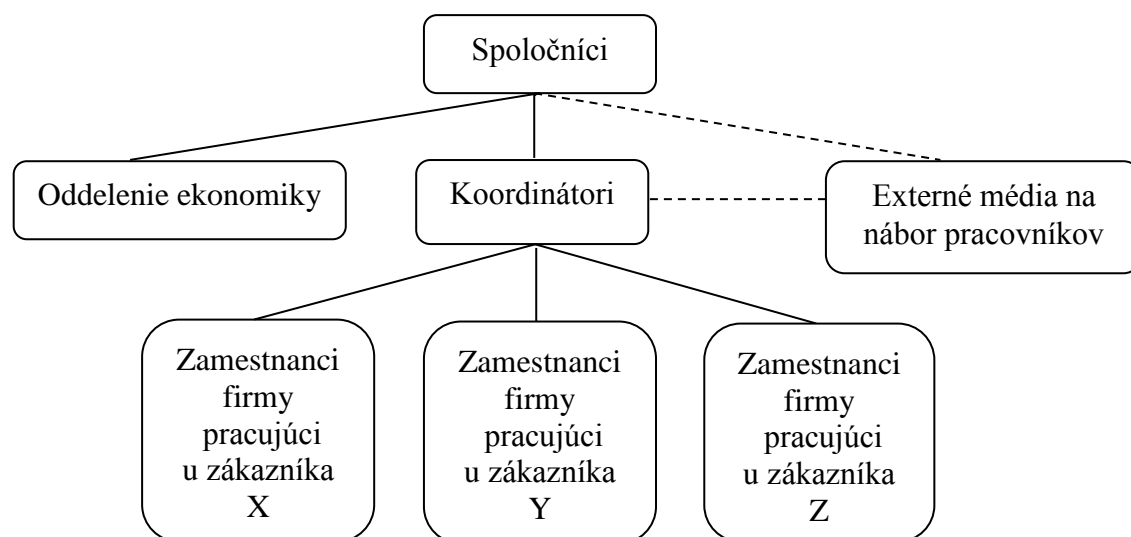 Spoločníci
Oddelenie ekonomiky
Koordinátori
Externé média na
nábor pracovníkov
Zamestnanci
firmy
pracujúci
u zákazníka
X
Zamestnanci
firmy
pracujúci
u zákazníka
Y
Zamestnanci
firmy
pracujúci
u zákazníka
Z